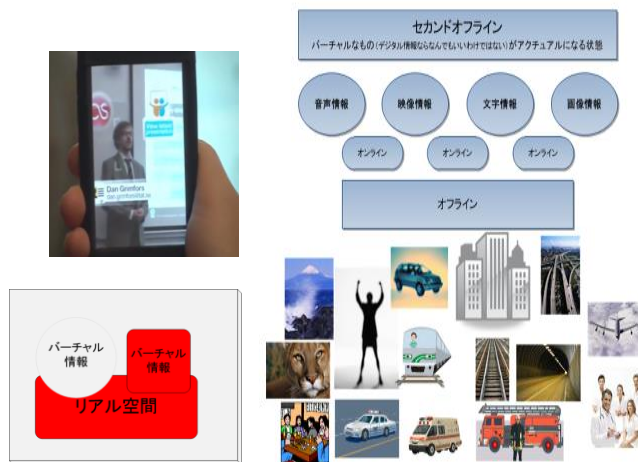 セカンドオフライン
バーチャルなもの(デジタル情報ならなんでもいいわけではない)がアクチュアルになる状態
音声情報
映像情報
文字情報
画像情報
オンライン
オンライン
オンライン
オフライン
Dan Gremfors
バーチャル
情報
バーチャル
情報
リアル空間